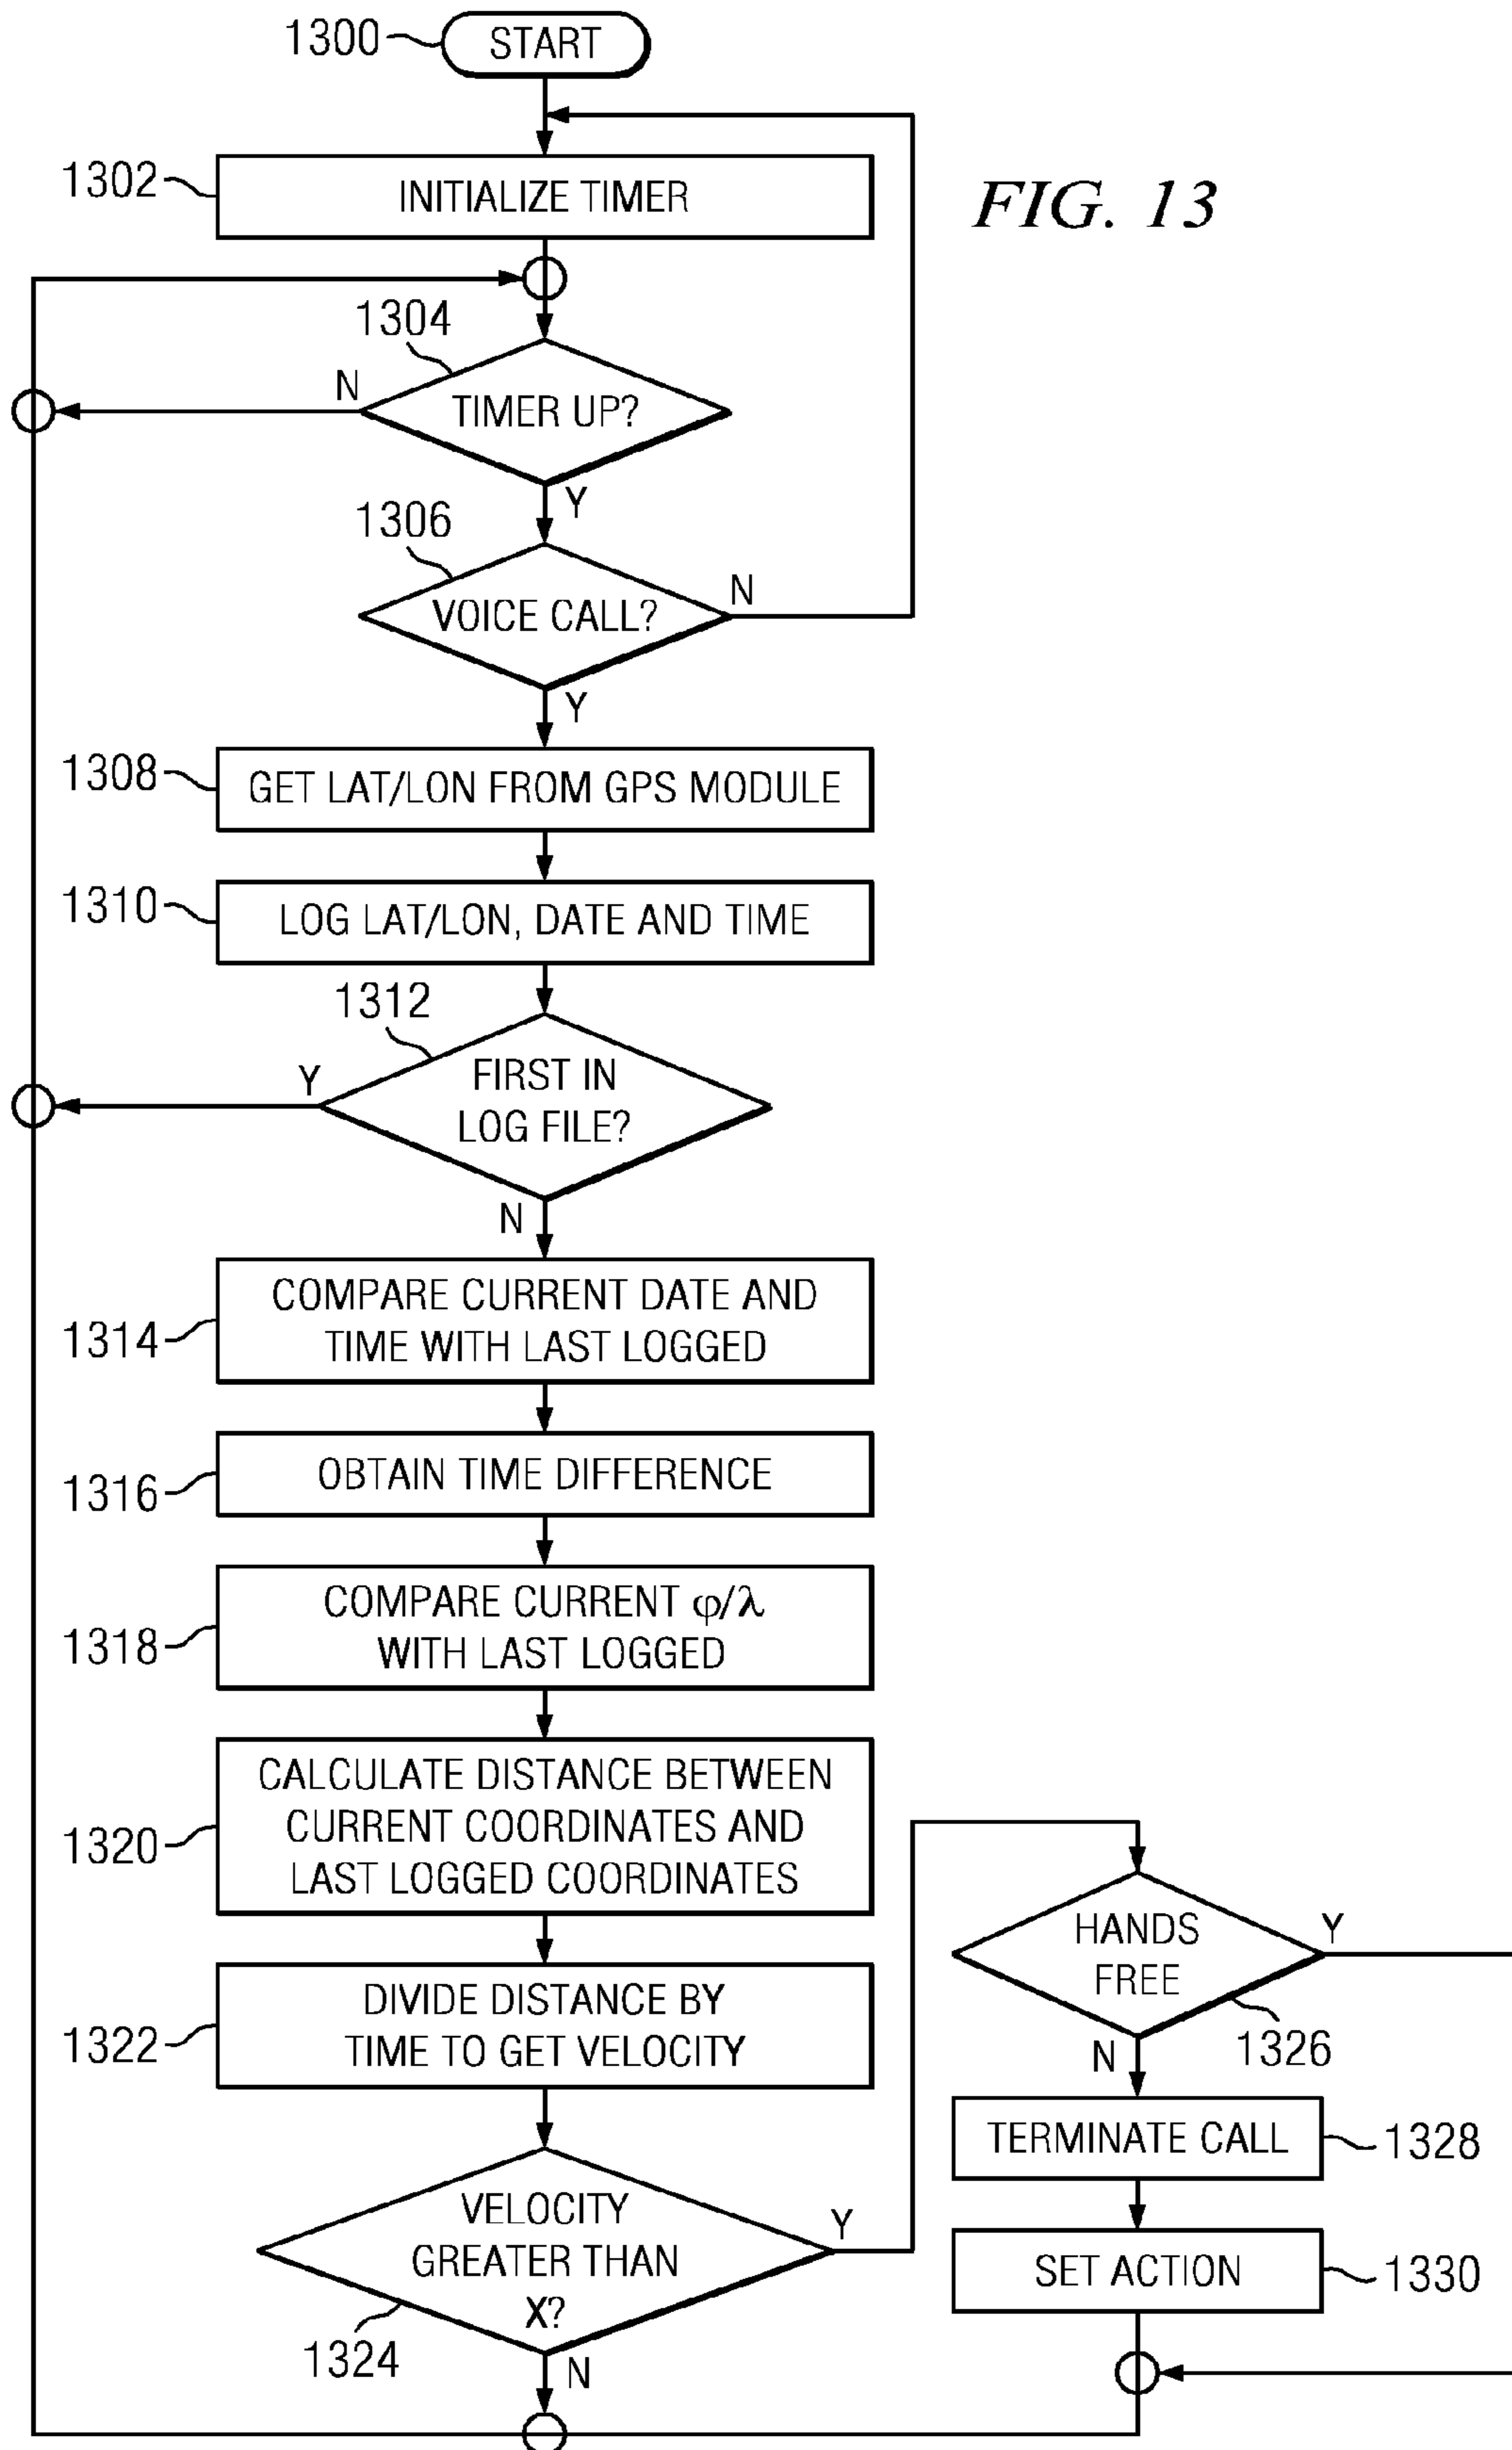 1300
START
1302
INITIALIZE TIMER
FIG. 13
1304
N
TIMER UP?
Y
1306
VOICE CALL?
N
Y
1308
GET LAT/LON FROM GPS MODULE
1310
LOG LAT/LON, DATE AND TIME
1312
Y
FIRST IN
LOG FILE?
N
1314
COMPARE CURRENT DATE AND
TIME WITH LAST LOGGED
1316
OBTAIN TIME DIFFERENCE
1318
COMPARE CURRENT φ/λ
WITH LAST LOGGED
1320
CALCULATE DISTANCE BETWEEN
CURRENT COORDINATES AND
LAST LOGGED COORDINATES
1322
DIVIDE DISTANCE BY
TIME TO GET VELOCITY
1324
VELOCITY
GREATER THAN
X?
Y
N
HANDS
FREE
Y
1326
N
TERMINATE CALL
1328
SET ACTION
1330